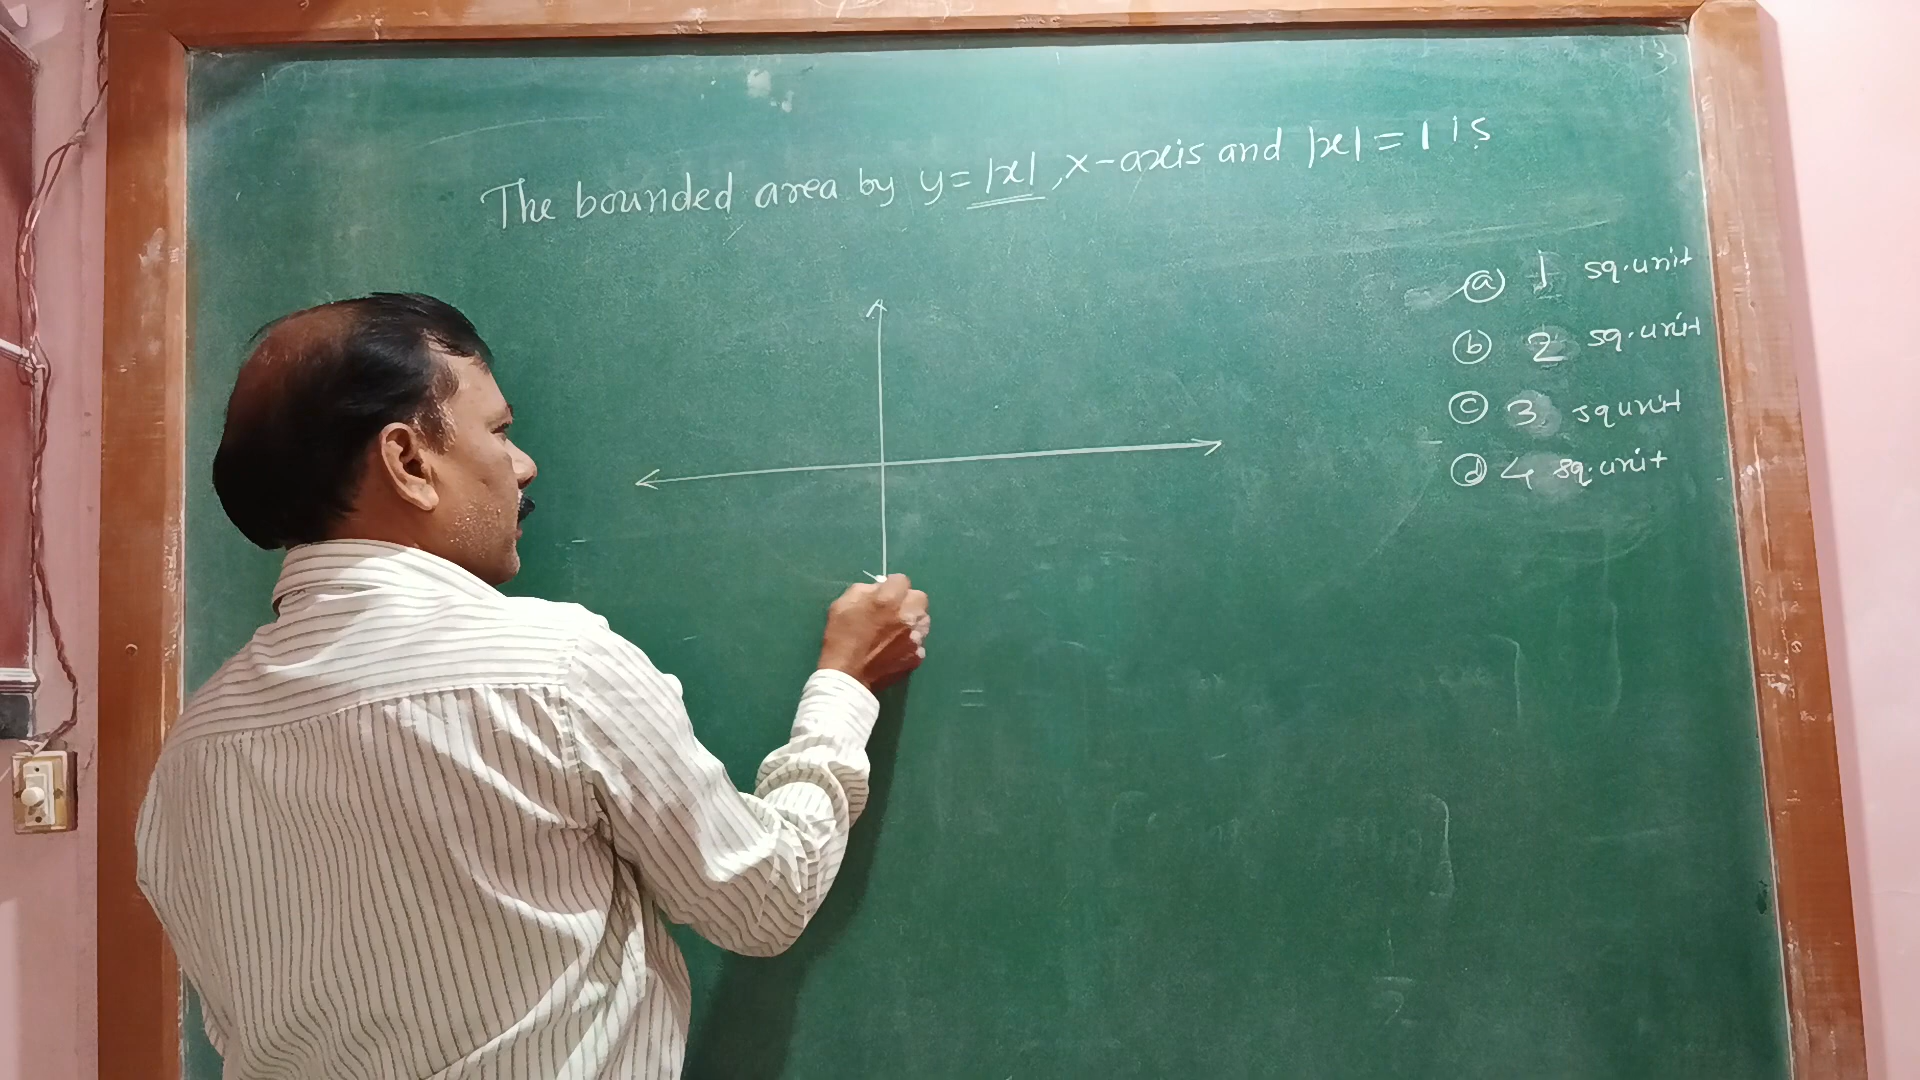 The bounded area by y = |x|, x-axis and |x| = 1 is
(a) 1 sq.unit
(b) 2 sq.unit
(c) 3 sq unit
(d) 4 sq.unit